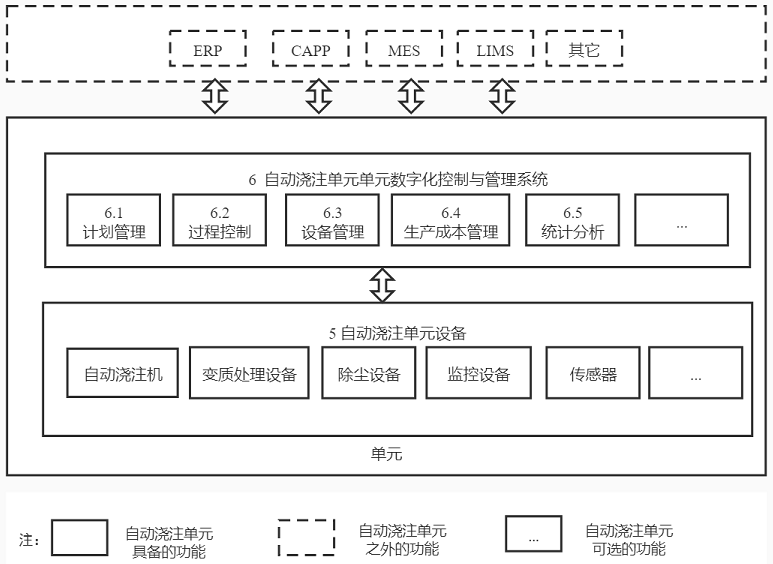 ERP CAPP MES LIMS 其它
6 自动浇注单元单元数字化控制与管理系统
6.1 6.2 6.3 6.4 6.5
计划管理 过程控制 设备管理 生产成本管理 统计分析 ...
5 自动浇注单元设备
自动浇注机 变质处理设备 除尘设备 监控设备 传感器 ...
单元
注： 自动浇注单元 自动浇注单元 ... 自动浇注单元
具备的功能 之外的功能 可选的功能